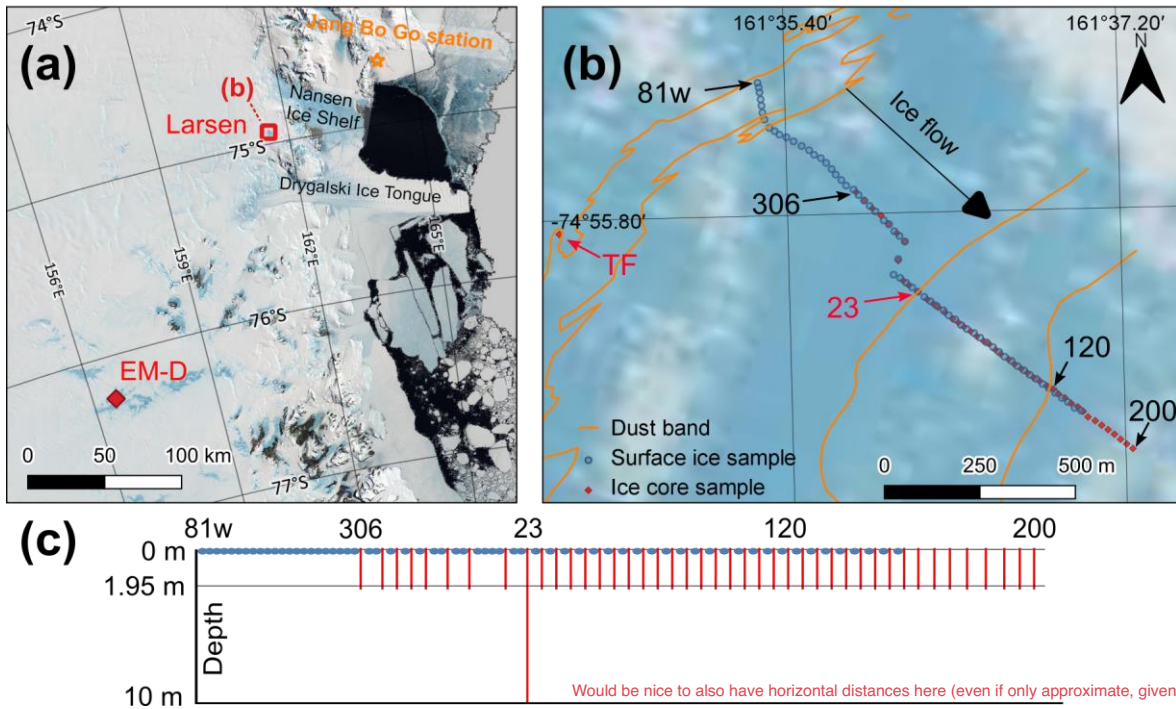 (a)
74°S
Jang Bo Go station
(b)
Nansen
Ice Shelf
Larsen
75°S
Drygalski Ice Tongue
156°E
159°E
162°E
165°E
76°S
EM-D
0 50 100 km
77°S
(b)
161°35.40′
161°37.20′
N
81w
Ice flow
306
-74°55.80′
TF
23
120
200
Dust band
Surface ice sample
Ice core sample
0 250 500 m
(c)
81w 306 23 120 200
0 m
1.95 m
Depth
10 m
Would be nice to also have horizontal distances here (even if only approximate, given